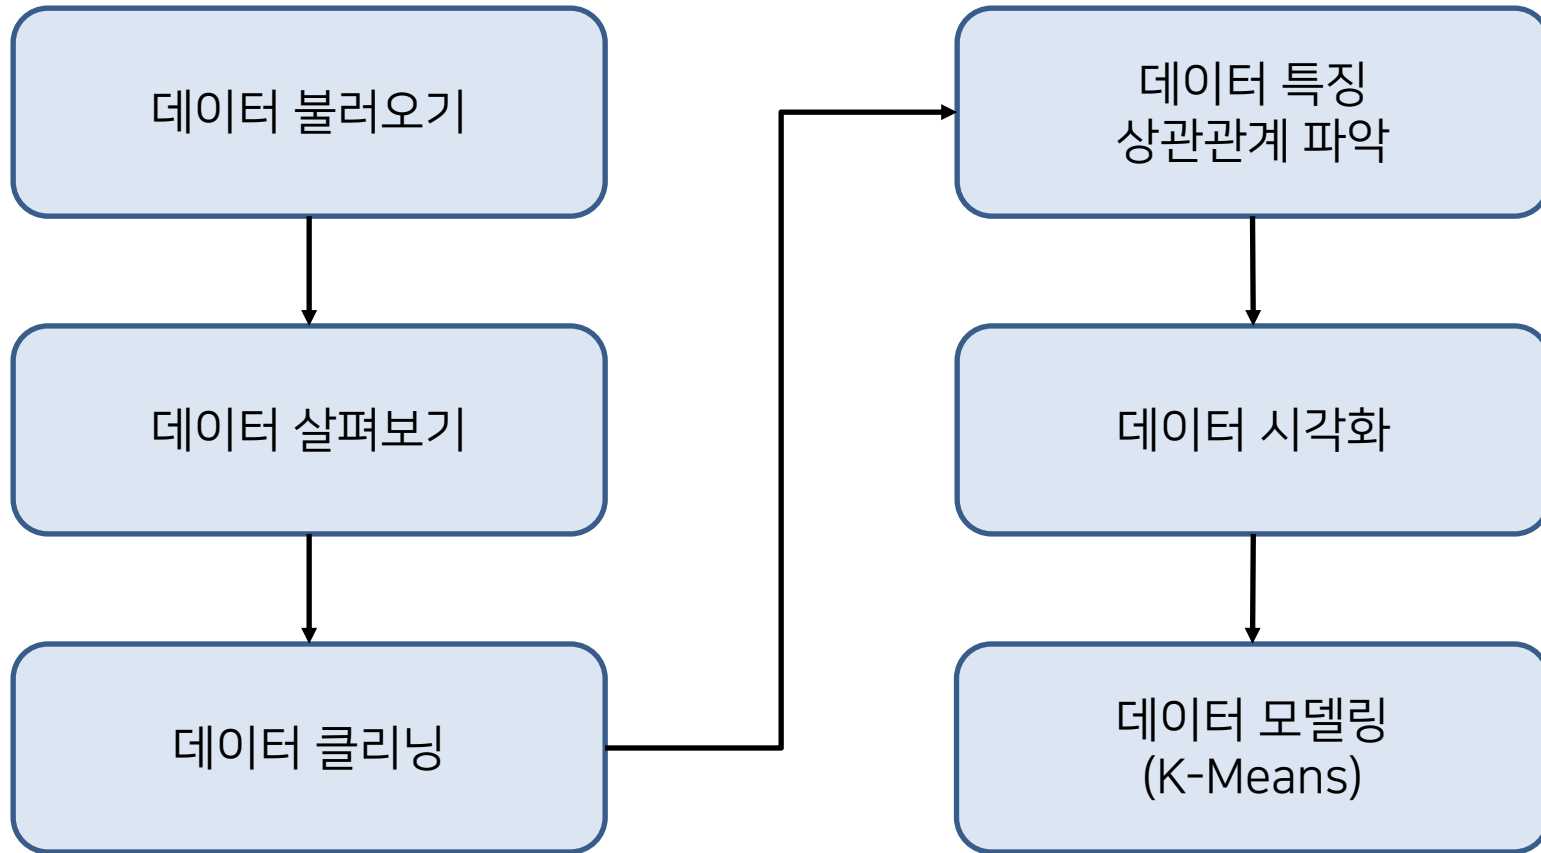 데이터 불러오기
데이터 살펴보기
데이터 클리닝
데이터 특징
상관관계 파악
데이터 시각화
데이터 모델링
(K-Means)